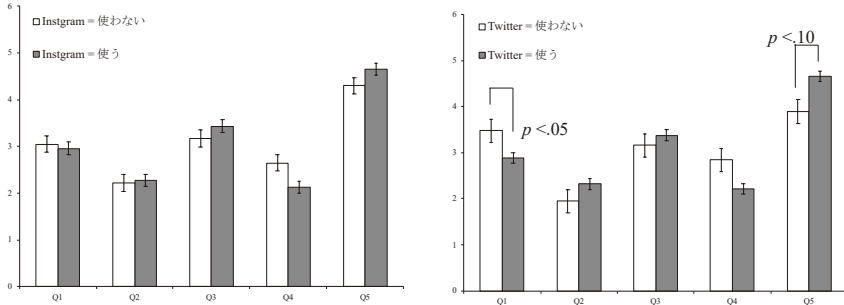 Instgram = 使わない
Instgram = 使う
6
5
4
3
2
1
0
Q1 Q2 Q3 Q4 Q5
Twitter = 使わない
Twitter = 使う
p <.10
p <.05
6
5
4
3
2
1
0
Q1 Q2 Q3 Q4 Q5